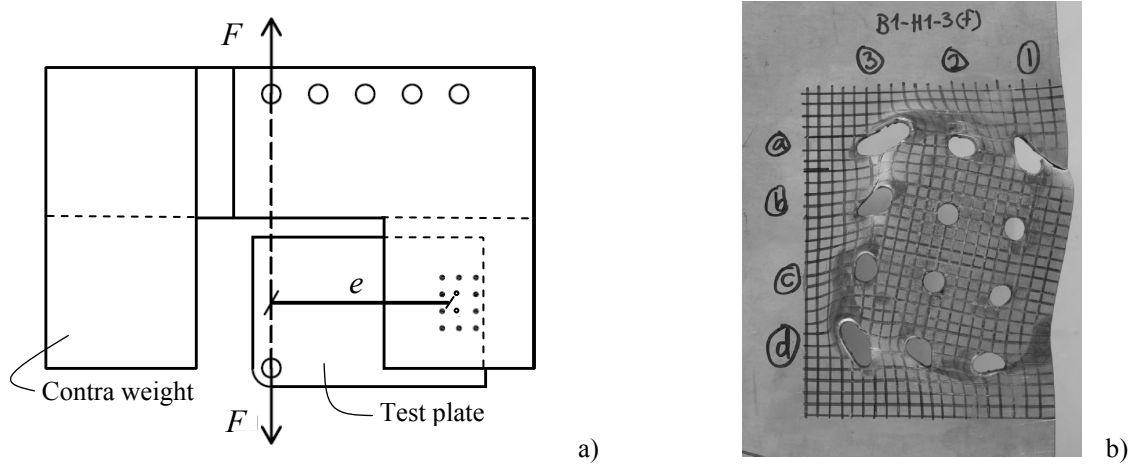 F
e
Contra weight
F
Test plate
a)
B1-H1-3(f)
3 2 1
a
b
c
d
b)